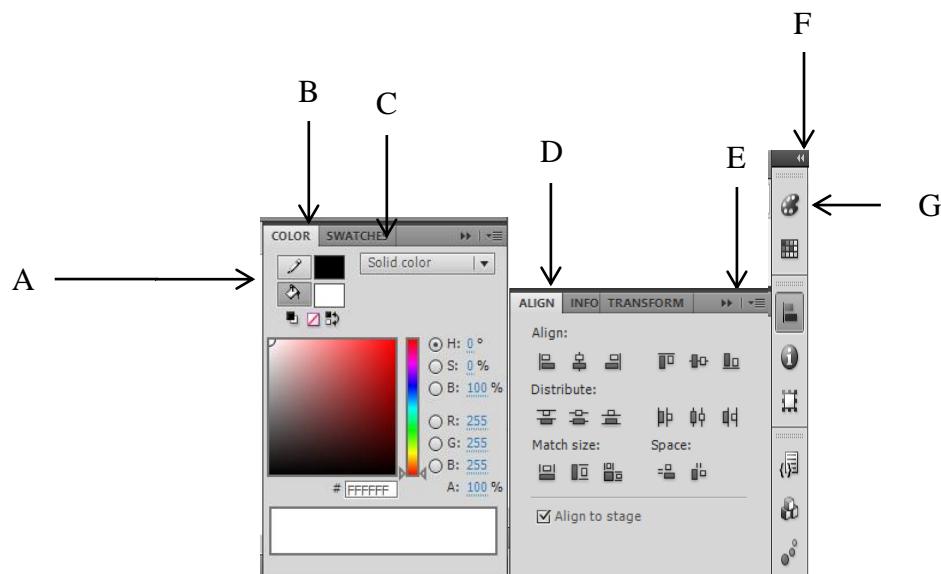 F
B
C
D
E
G
COLOR SWATCHES
A
Solid color
ALIGN INFO TRANSFORM
Align:
H: 0 °
S: 0 %
B: 100 %
Distribute:
R: 255
G: 255
B: 255
Match size: Space:
# FFFFFF
A: 100 %
Align to stage